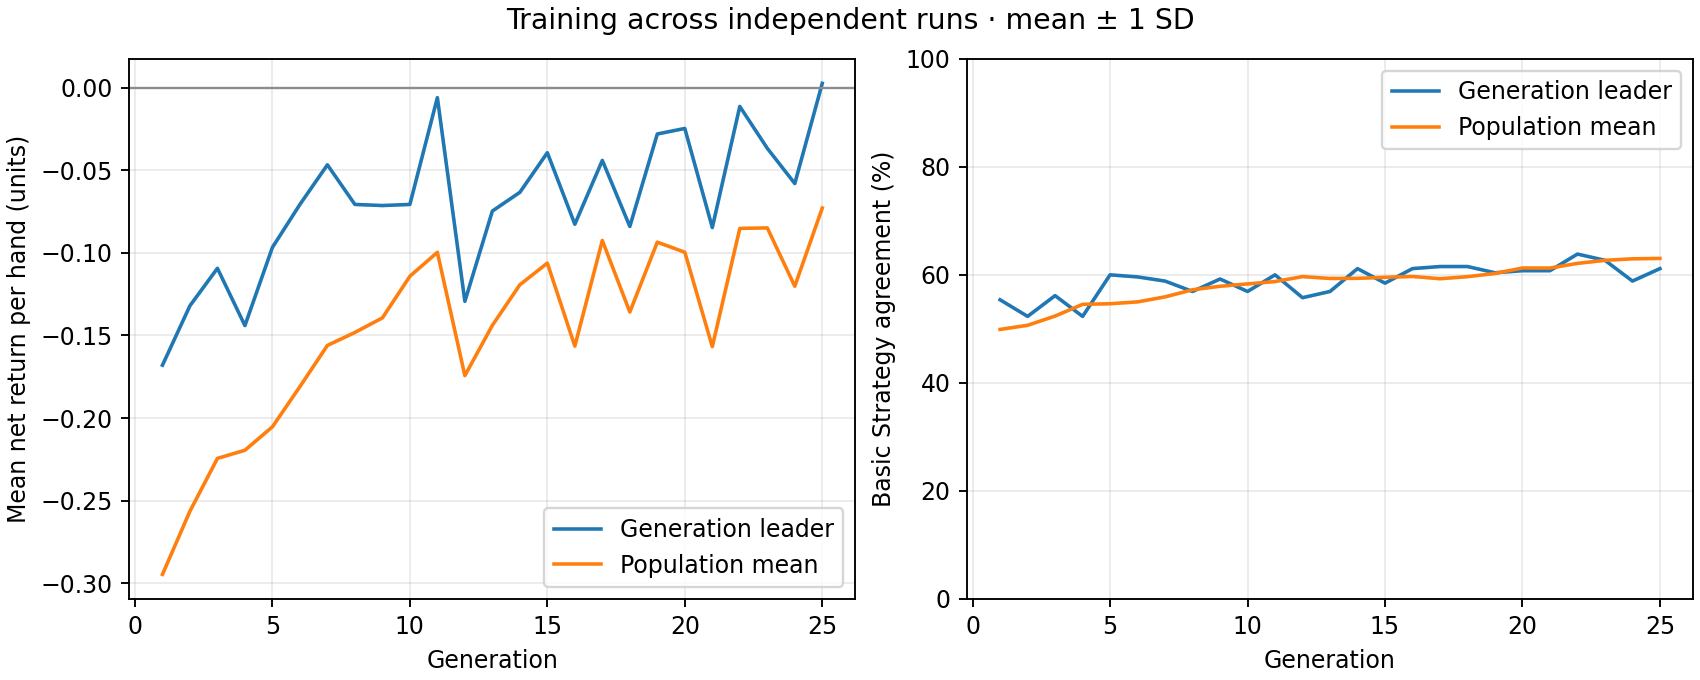 Training across independent runs · mean ± 1 SD
Mean net return per hand (units)
0.00
−0.05
−0.10
−0.15
−0.20
−0.25
−0.30
0
5
10
15
20
25
Generation
Generation leader
Population mean
Basic Strategy agreement (%)
100
80
60
40
20
0
0
5
10
15
20
25
Generation
Generation leader
Population mean